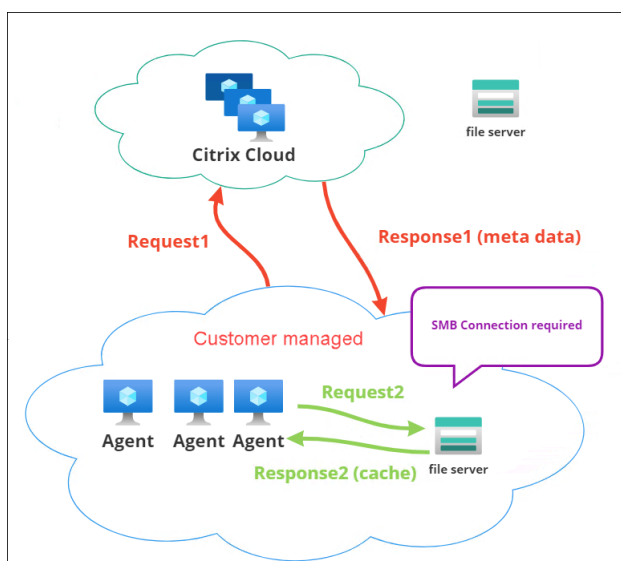 file server
Citrix Cloud
Request1
Response1 (meta data)
SMB Connection required
Customer managed
Request2
Agent
Agent
Agent
Response2 (cache)
file server